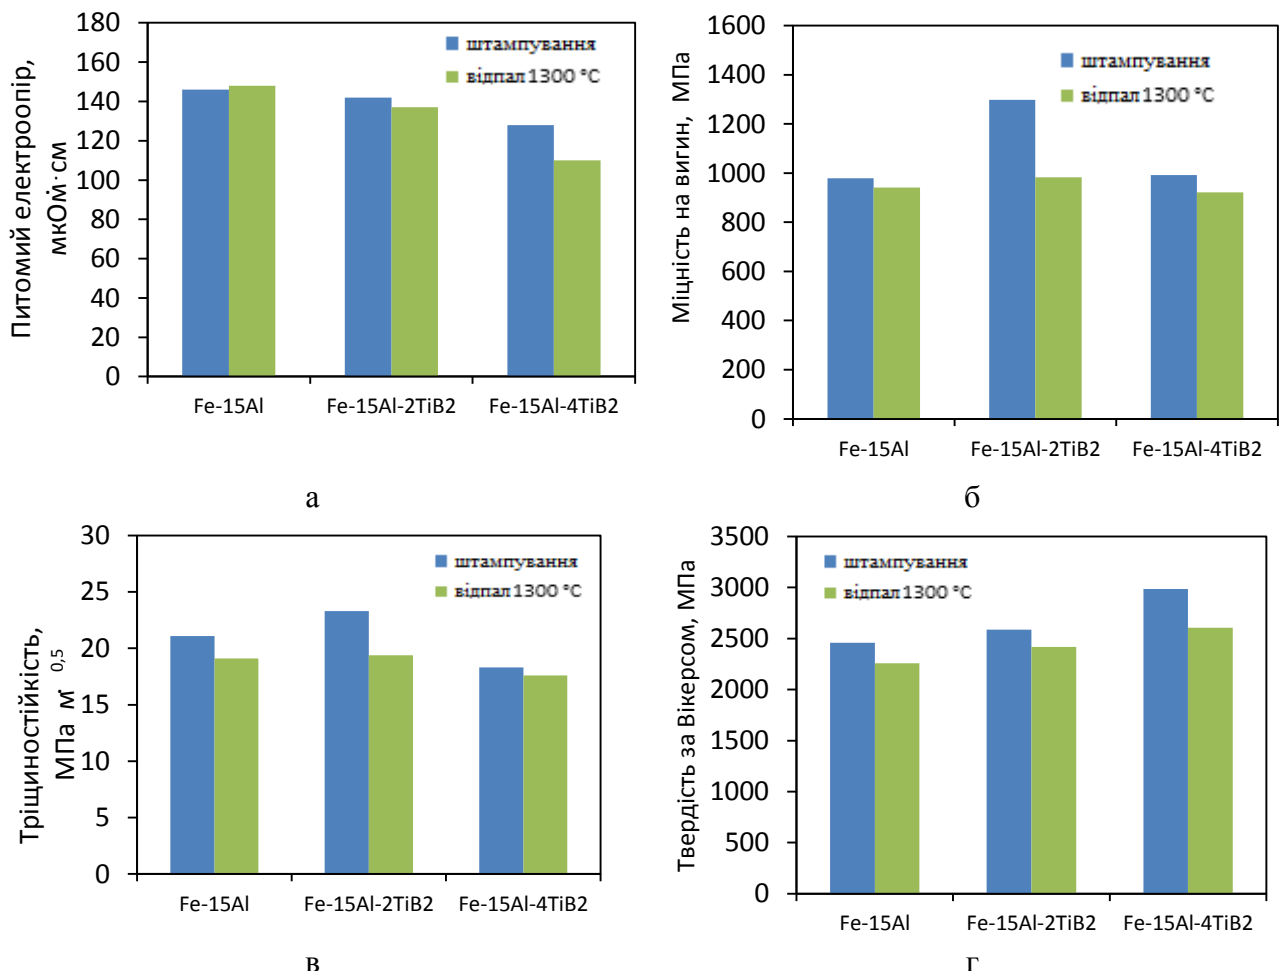 Питомий електроопір,
мкОм·см
180
160
140
120
100
80
60
40
20
0
штампування
відпал 1300 °C
Fe-15Al
Fe-15Al-2TiB2
Fe-15Al-4TiB2
а
Міцність на вигин, МПа
1600
1400
1200
1000
800
600
400
200
0
штампування
відпал 1300 °C
Fe-15Al
Fe-15Al-2TiB2
Fe-15Al-4TiB2
б
Тріщиностійкість,
МПа м 0,5
30
25
20
15
10
5
0
штампування
відпал 1300 °C
Fe-15Al
Fe-15Al-2TiB2
Fe-15Al-4TiB2
в
Твердість за Вікерсом, МПа
3500
3000
2500
2000
1500
1000
500
0
штампування
відпал 1300 °C
Fe-15Al
Fe-15Al-2TiB2
Fe-15Al-4TiB2
г